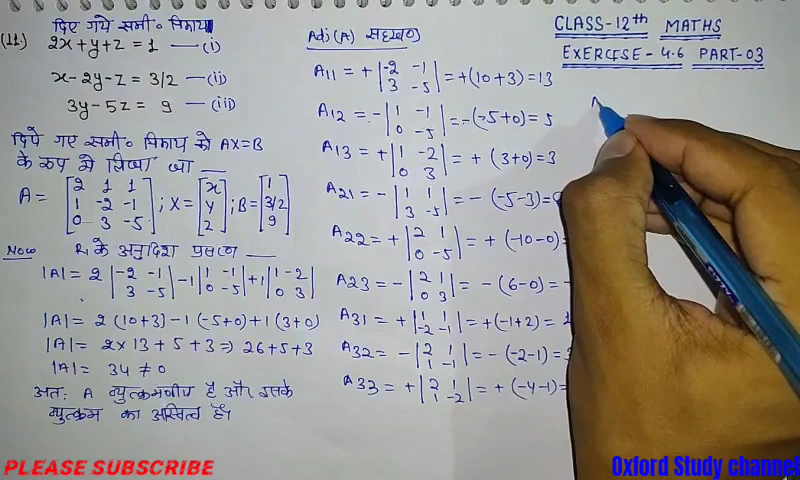 (11) दिए गये समी० निकाय
2x+y+z = 1 — (i)
x-2y-z = 3/2 — (ii)
3y-5z = 9 — (iii)
दिये गए समी० निकाय को AX=B
के रूप मे लिखा जा —
A = [2 1 1; 1 -2 -1; 0 3 -5] ; X = [x; y; z] ; B = [1; 3/2; 9]
Now R₁ के अनुदिश प्रसरण —
|A| = 2 |-2 -1; 3 -5| -1 |1 -1; 0 -5| +1 |1 -2; 0 3|
|A| = 2(10+3) -1(-5+0) +1(3+0)
|A| = 2×13+5+3 ⇒ 26+5+3
|A| = 34 ≠ 0
अत: A व्युत्क्रमणीय है और इसके
व्युत्क्रम का अस्तित्व है।
Adj(A) सहखण्ड
A11 = + |-2 -1; 3 -5| = +(10+3) = 13
A12 = - |1 -1; 0 -5| = -(-5+0) = 5
A13 = + |1 -2; 0 3| = + (3+0) = 3
A21 = - |1 1; 3 -5| = - (-5-3) =
A22 = + |2 1; 0 -5| = + (-10-0) =
A23 = - |2 1; 0 3| = - (6-0) = -
A31 = + |1 1; -2 -1| = +(-1+2) = 1
A32 = - |2 1; 1 -1| = - (-2-1) = 3
A33 = + |2 1; 1 -2| = + (-4-1) =
CLASS-12th MATHS
EXERCISE-4.6 PART-03
PLEASE SUBSCRIBE
Oxford Study channel